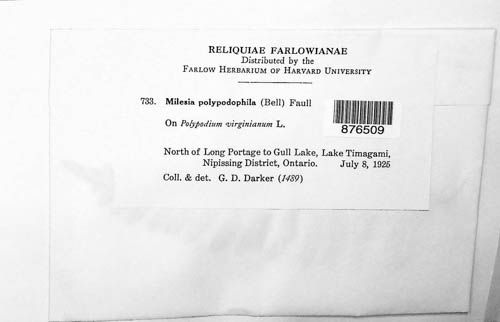 RELIQUIAE FARLOWIANAE
Distributed by the
FARLOW HERBARIUM OF HARVARD UNIVERSITY
733. Milesia polypodophila (Bell) Faull
On Polypodium virginianum L.
876509
North of Long Portage to Gull Lake, Lake Timagami,
Nipissing District, Ontario. July 8, 1925
Coll. & det. G. D. Darker (1489)